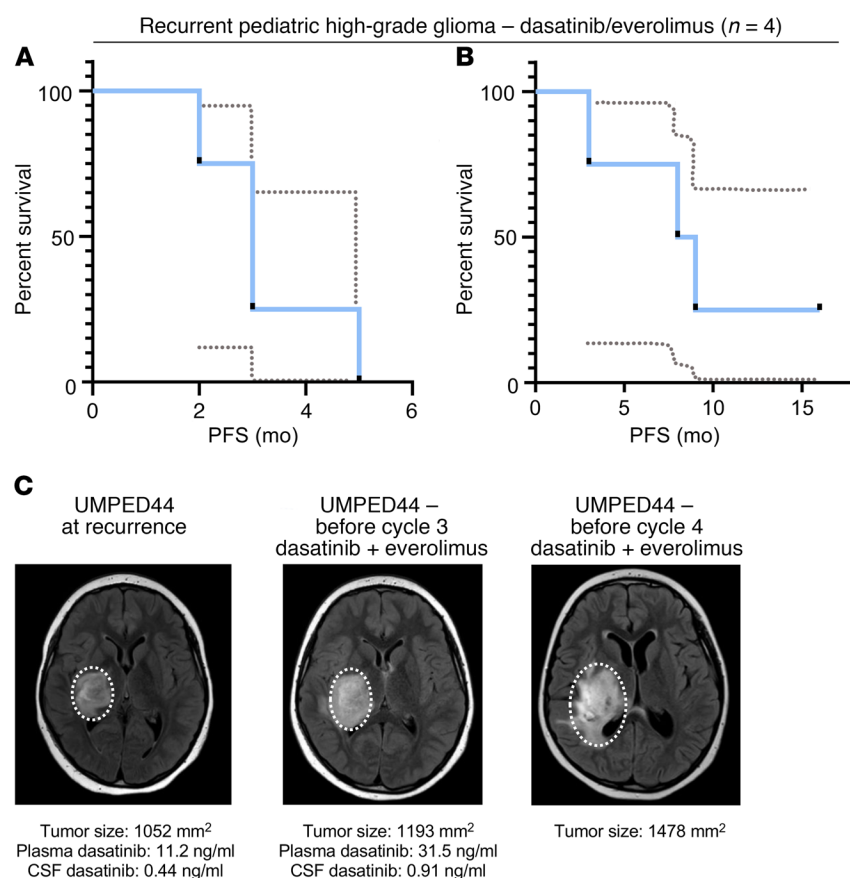 Recurrent pediatric high-grade glioma – dasatinib/everolimus (n = 4)
A
B
100
50
0
Percent survival
0
2
4
6
PFS (mo)
100
50
0
Percent survival
0
5
10
15
PFS (mo)
C
UMPED44
at recurrence
UMPED44 –
before cycle 3
dasatinib + everolimus
UMPED44 –
before cycle 4
dasatinib + everolimus
Tumor size: 1052 mm²
Plasma dasatinib: 11.2 ng/ml
CSF dasatinib: 0.44 ng/ml
Tumor size: 1193 mm²
Plasma dasatinib: 31.5 ng/ml
CSF dasatinib: 0.91 ng/ml
Tumor size: 1478 mm²